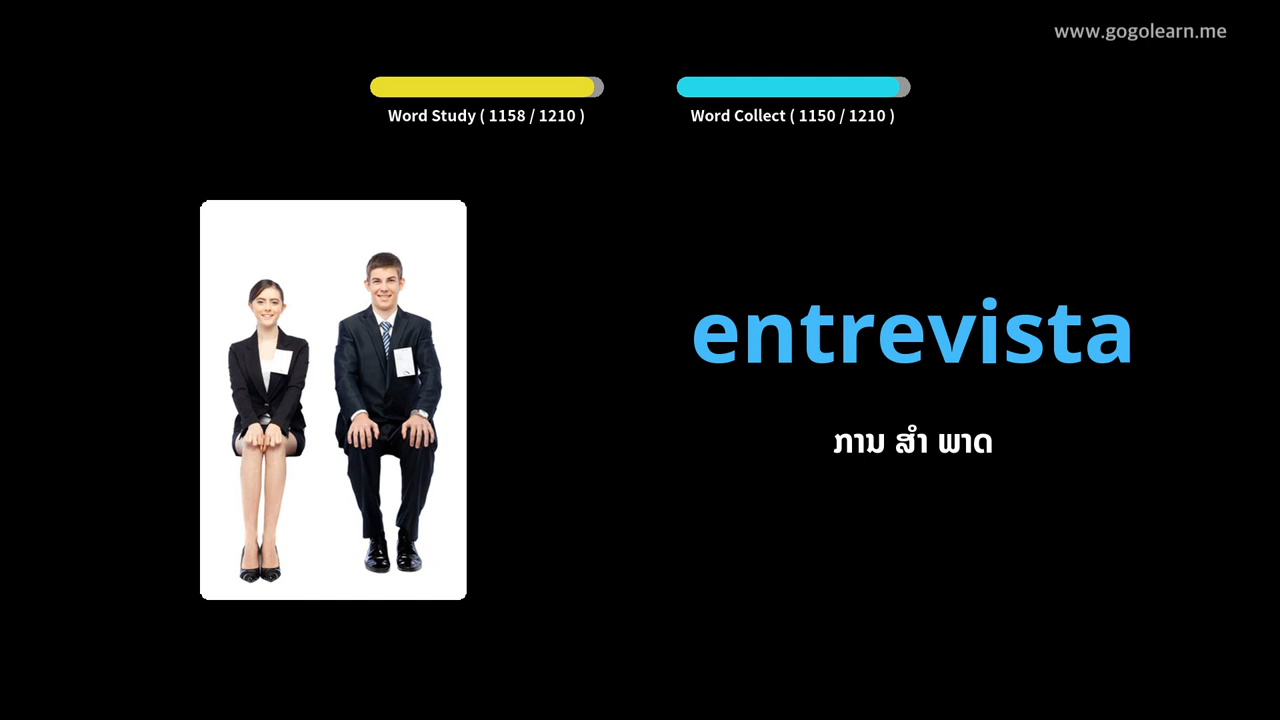 www.gogolearn.me
Word Study ( 1158 / 1210 )
Word Collect ( 1150 / 1210 )
entrevista
ການ ສໍາ ພາດ